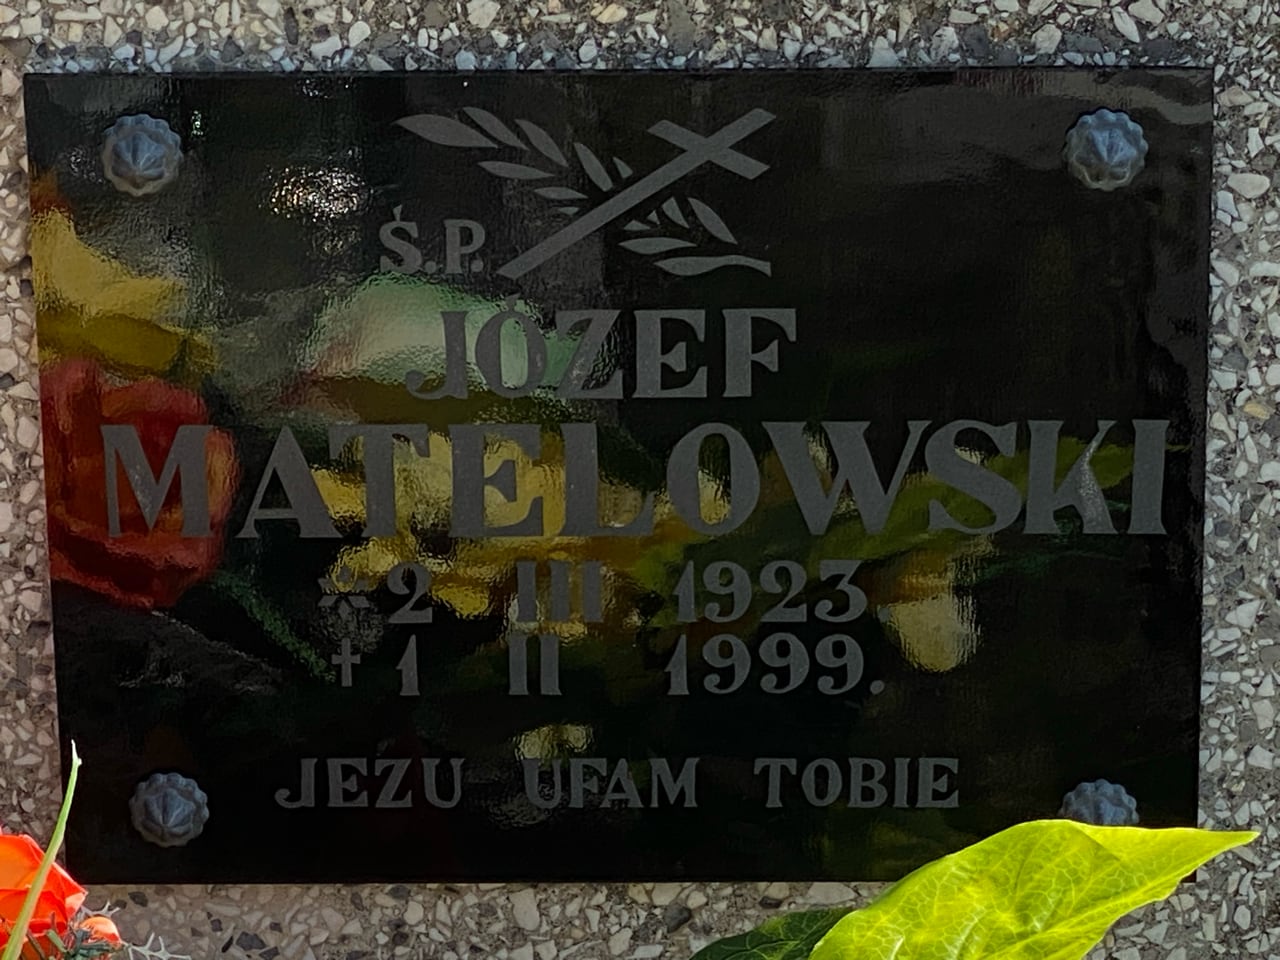 Ś.P.
JÓZEF
MATELOWSKI
* 2 III 1923.
† 1 II 1999.
JEZU UFAM TOBIE